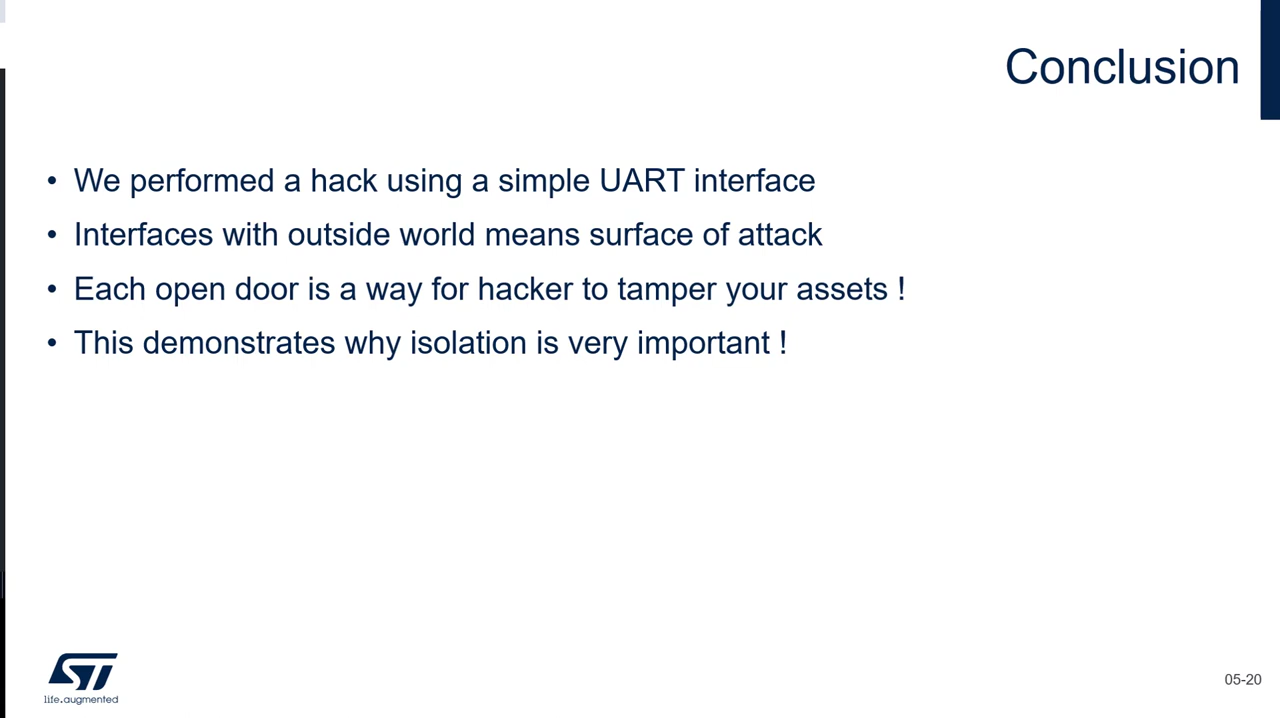 Conclusion
• We performed a hack using a simple UART interface
• Interfaces with outside world means surface of attack
• Each open door is a way for hacker to tamper your assets !
• This demonstrates why isolation is very important !
ST
life.augmented
05-20